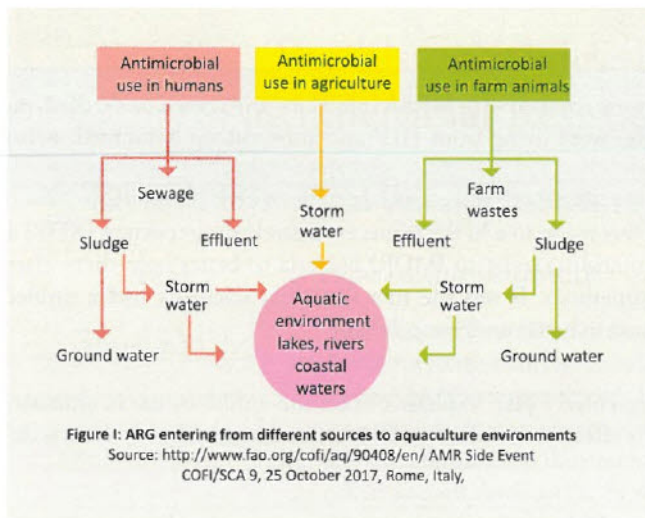 Antimicrobial
use in humans
Antimicrobial
use in agriculture
Antimicrobial
use in farm animals
Sewage
Sludge
Effluent
Storm
water
Ground water
Storm
water
Farm
wastes
Effluent
Sludge
Storm
water
Ground water
Aquatic
environment
lakes, rivers
coastal
waters
Figure I: ARG entering from different sources to aquaculture environments
Source: http://www.fao.org/cofi/aq/90408/en/ AMR Side Event
COFI/SCA 9, 25 October 2017, Rome, Italy,